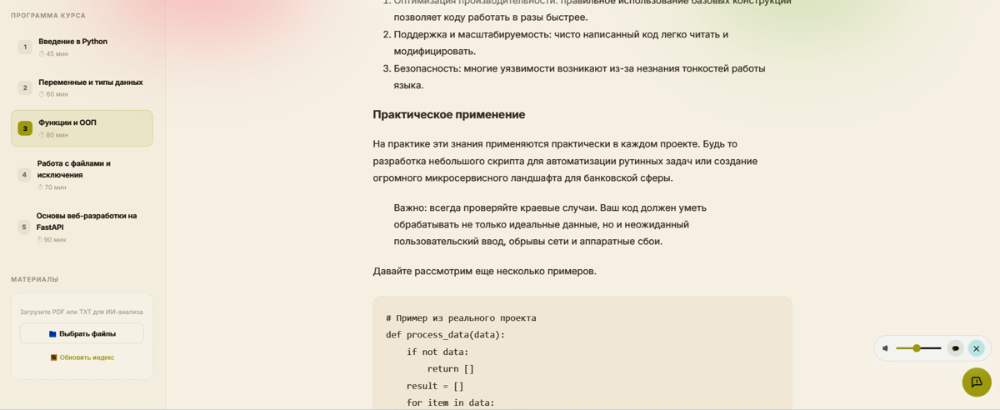 ПРОГРАММА КУРСА
1
Введение в Python
45 мин
2
Переменные и типы данных
60 мин
3
Функции и ООП
80 мин
4
Работа с файлами и
исключения
70 мин
5
Основы веб-разработки на
FastAPI
90 мин
МАТЕРИАЛЫ
Загрузите PDF или TXT для ИИ-анализа
Выбрать файлы
Обновить индекс
1. Оптимизация производительности: правильное использование базовых конструкций
позволяет коду работать в разы быстрее.
2. Поддержка и масштабируемость: чисто написанный код легко читать и
модифицировать.
3. Безопасность: многие уязвимости возникают из-за незнания тонкостей работы
языка.
Практическое применение
На практике эти знания применяются практически в каждом проекте. Будь то
разработка небольшого скрипта для автоматизации рутинных задач или создание
огромного микросервисного ландшафта для банковской сферы.
Важно: всегда проверяйте краевые случаи. Ваш код должен уметь
обрабатывать не только идеальные данные, но и неожиданный
пользовательский ввод, обрывы сети и аппаратные сбои.
Давайте рассмотрим еще несколько примеров.
# Пример из реального проекта
def process_data(data):
    if not data:
        return []
    result = []
    for item in data: